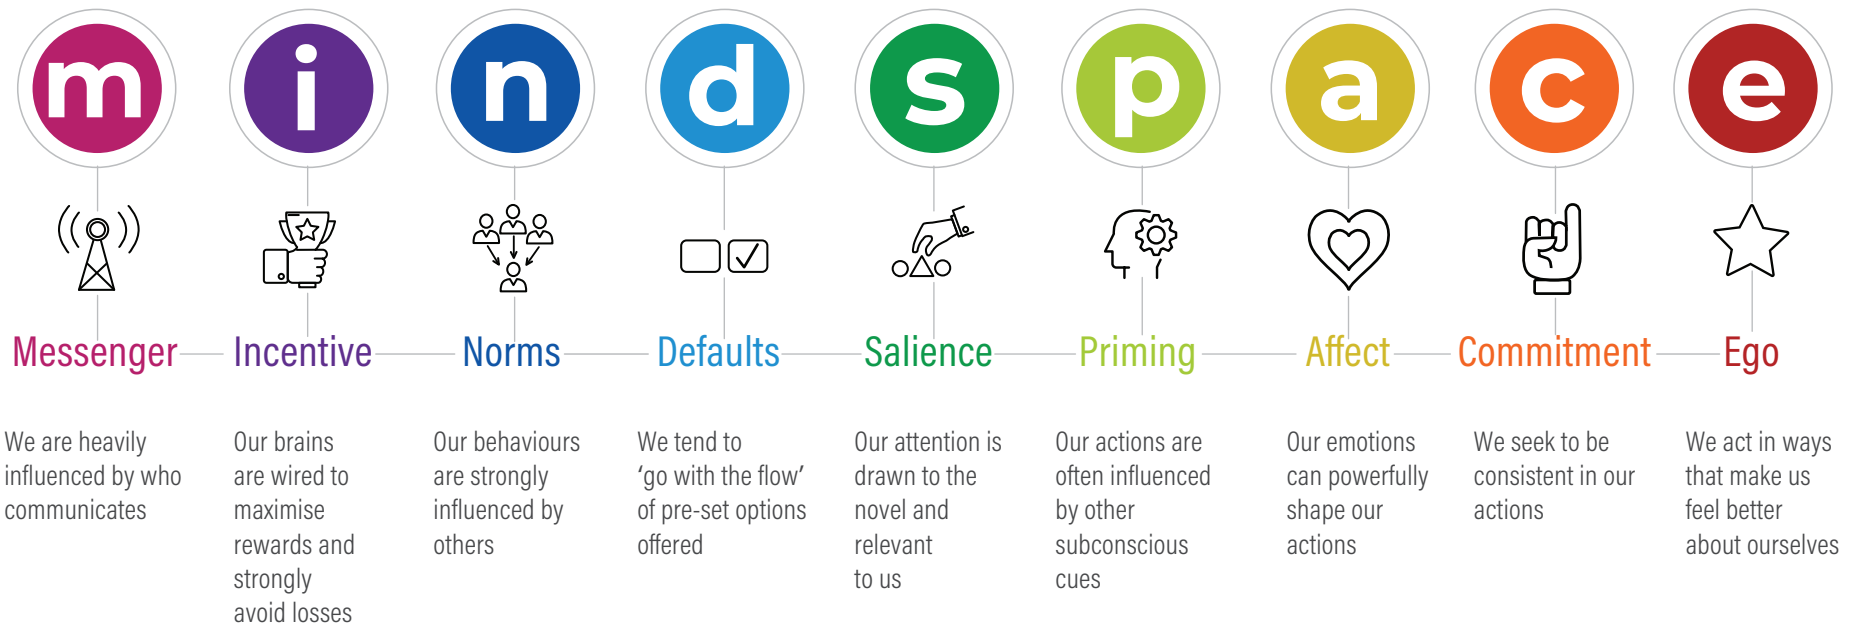 m
i
n
d
s
p
a
c
e
Messenger
Incentive
Norms
Defaults
Salience
Priming
Affect
Commitment
Ego
We are heavily
influenced by who
communicates
Our brains
are wired to
maximise
rewards and
strongly
avoid losses
Our behaviours
are strongly
influenced by
others
We tend to
‘go with the flow’
of pre-set options
offered
Our attention is
drawn to the
novel and
relevant
to us
Our actions are
often influenced
by other
subconscious
cues
Our emotions
can powerfully
shape our
actions
We seek to be
consistent in our
actions
We act in ways
that make us
feel better
about ourselves